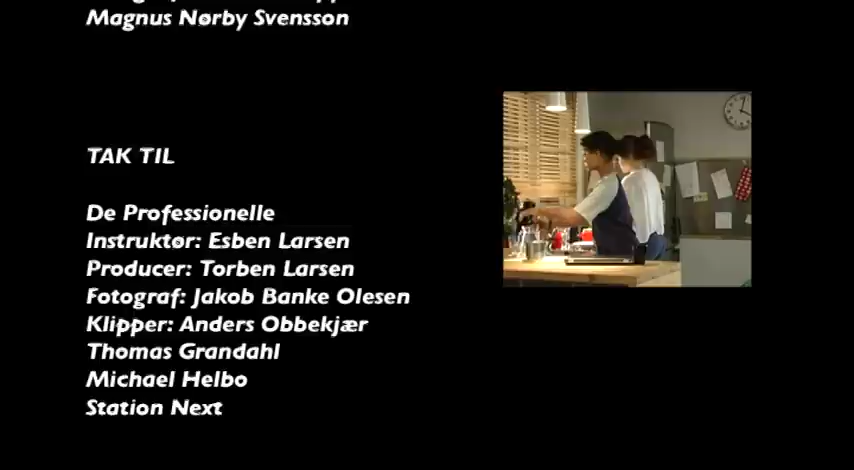 Magnus Nørby Svensson
TAK TIL
De Professionelle
Instruktør: Esben Larsen
Producer: Torben Larsen
Fotograf: Jakob Banke Olesen
Klipper: Anders Obbekjær
Thomas Grandahl
Michael Helbo
Station Next